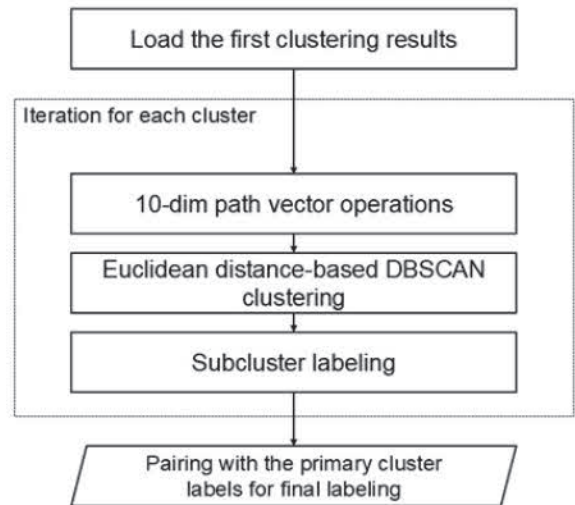 Load the first clustering results
Iteration for each cluster
10-dim path vector operations
Euclidean distance-based DBSCAN
clustering
Subcluster labeling
Pairing with the primary cluster
labels for final labeling